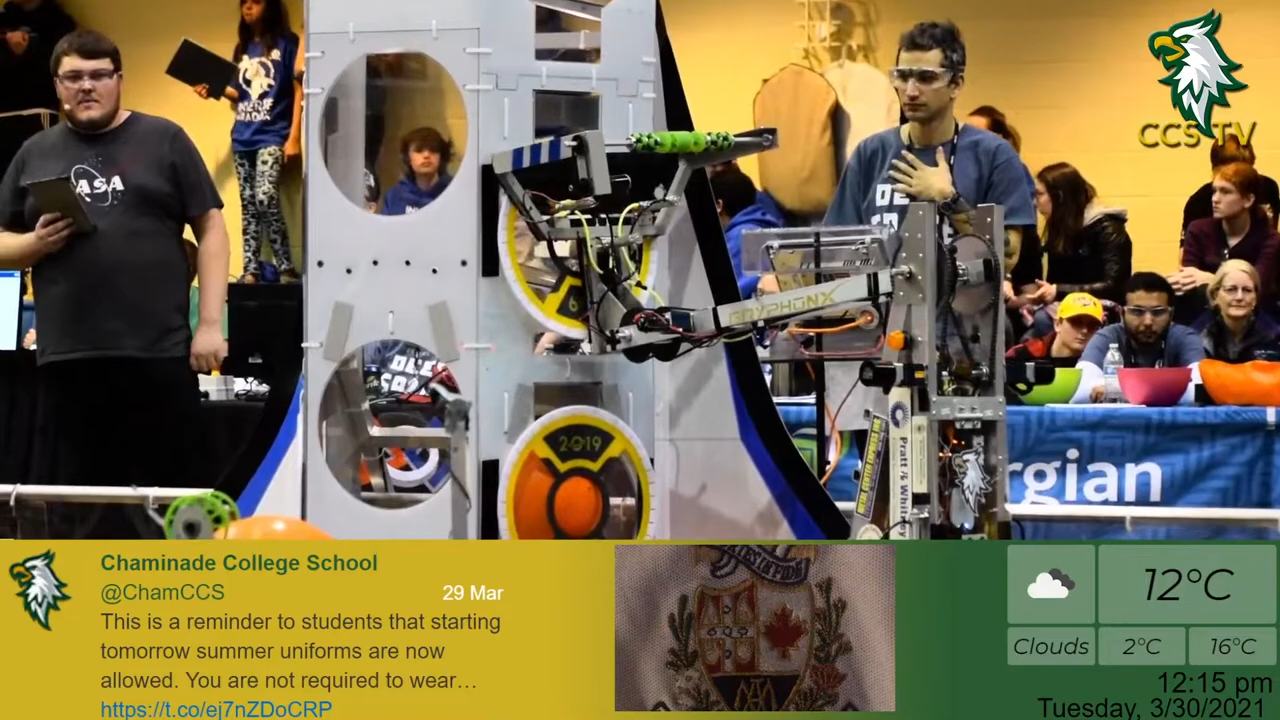 CCS TV
ASA
GRYPHONX
2019
Pratt & Whitney
rgian
Chaminade College School
@ChamCCS
29 Mar
This is a reminder to students that starting
tomorrow summer uniforms are now
allowed. You are not required to wear…
https://t.co/ej7nZDoCRP
12°C
Clouds
2°C
16°C
12:15 pm
Tuesday, 3/30/2021